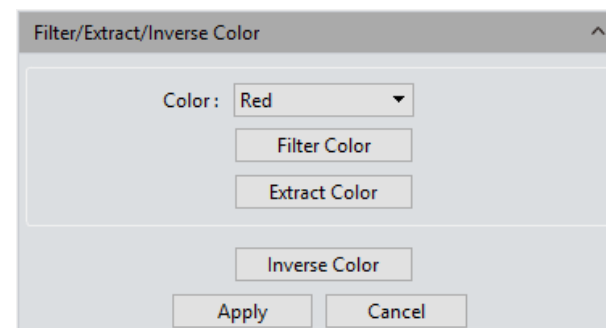 Filter/Extract/Inverse Color
Color: Red
Filter Color
Extract Color
Inverse Color
Apply Cancel